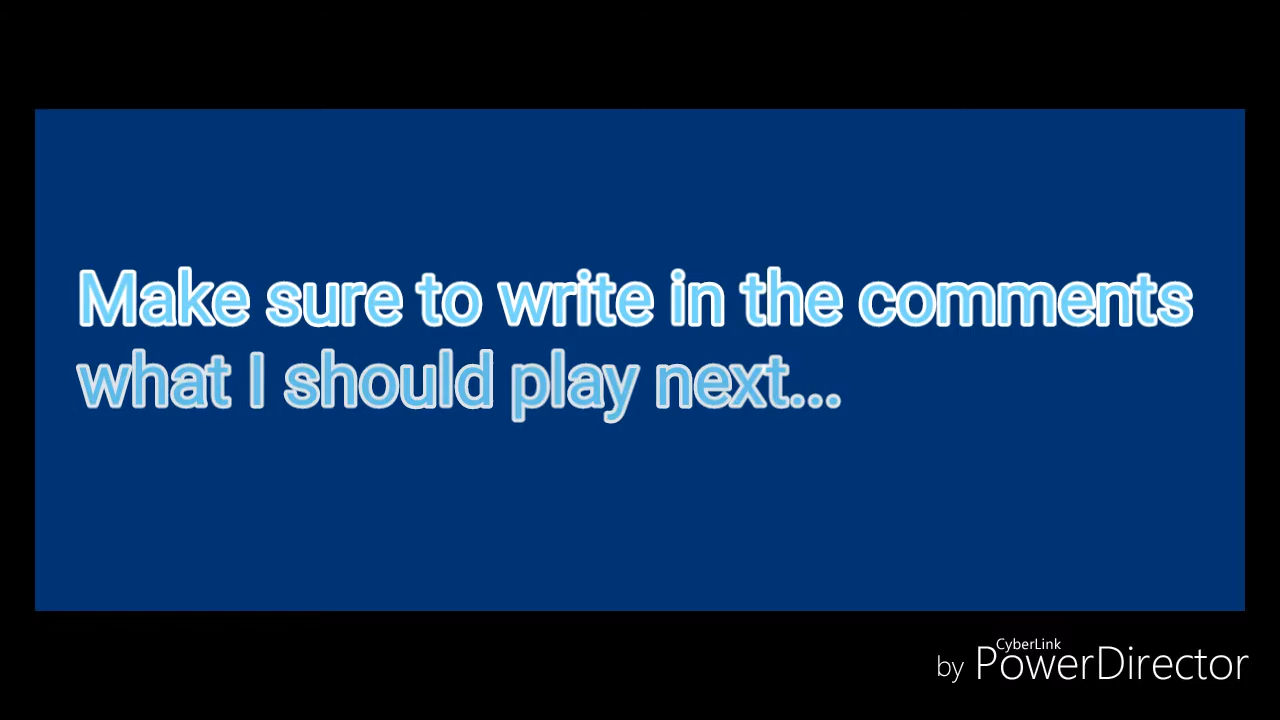 Make sure to write in the comments
what I should play next...
CyberLink
by PowerDirector